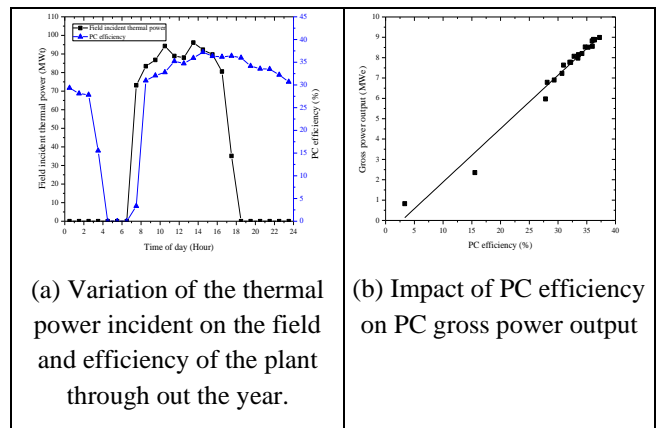 Field incident thermal power
PC efficiency
Field incident thermal power (MWt)
110
100
90
80
70
60
50
40
30
20
10
0
45
40
35
30
25
20
15
10
5
0
PC efficiency (%)
0 2 4 6 8 10 12 14 16 18 20 22 24
Time of day (Hour)
(a) Variation of the thermal
power incident on the field
and efficiency of the plant
through out the year.
Gross power output (MWe)
10
9
8
7
6
5
4
3
2
1
0
0 5 10 15 20 25 30 35 40
PC efficiency (%)
(b) Impact of PC efficiency
on PC gross power output